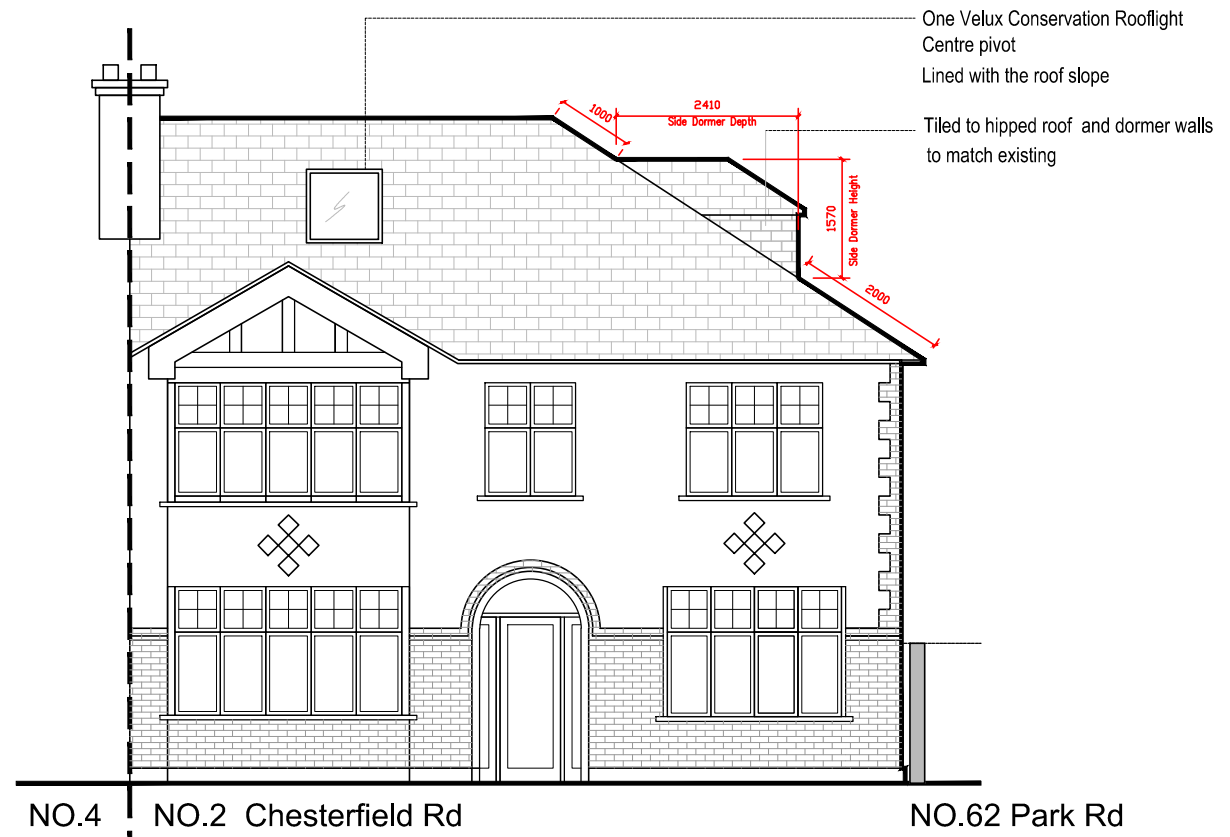 One Velux Conservation Rooflight
Centre pivot
Lined with the roof slope
1000
2410
Side Dormer Depth
Tiled to hipped roof and dormer walls
to match existing
1570
Side Dormer Height
2000
NO.4
NO.2 Chesterfield Rd
NO.62 Park Rd